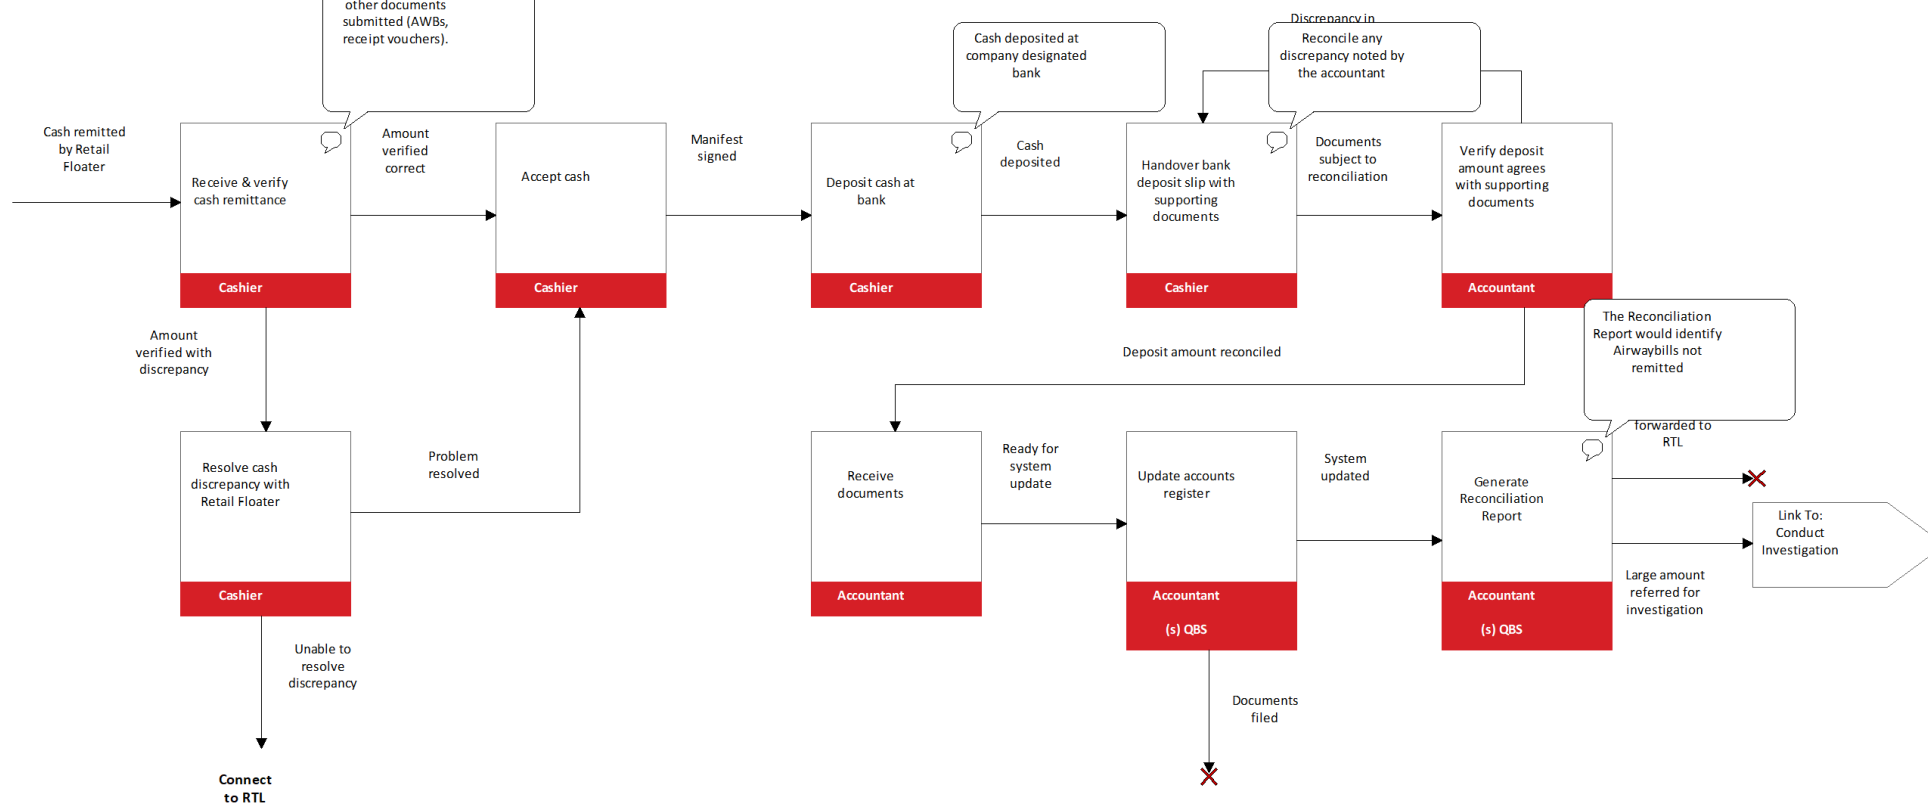 other documents
submitted (AWBs,
receipt vouchers).
Cash deposited at
company designated
bank
Discrepancy in
Reconcile any
discrepancy noted by
the accountant
Cash remitted
by Retail
Floater
Receive & verify
cash remittance
Cashier
Amount
verified
correct
Accept cash
Cashier
Manifest
signed
Deposit cash at
bank
Cashier
Cash
deposited
Handover bank
deposit slip with
supporting
documents
Cashier
Documents
subject to
reconciliation
Verify deposit
amount agrees
with supporting
documents
Accountant
Amount
verified with
discrepancy
Deposit amount reconciled
The Reconciliation
Report would identify
Airwaybills not
remitted
Resolve cash
discrepancy with
Retail Floater
Cashier
Problem
resolved
Receive
documents
Accountant
Ready for
system
update
Update accounts
register
Accountant
(s) QBS
System
updated
Generate
Reconciliation
Report
Accountant
(s) QBS
forwarded to
RTL
Link To:
Conduct
Investigation
Large amount
referred for
investigation
Unable to
resolve
discrepancy
Documents
filed
Connect
to RTL